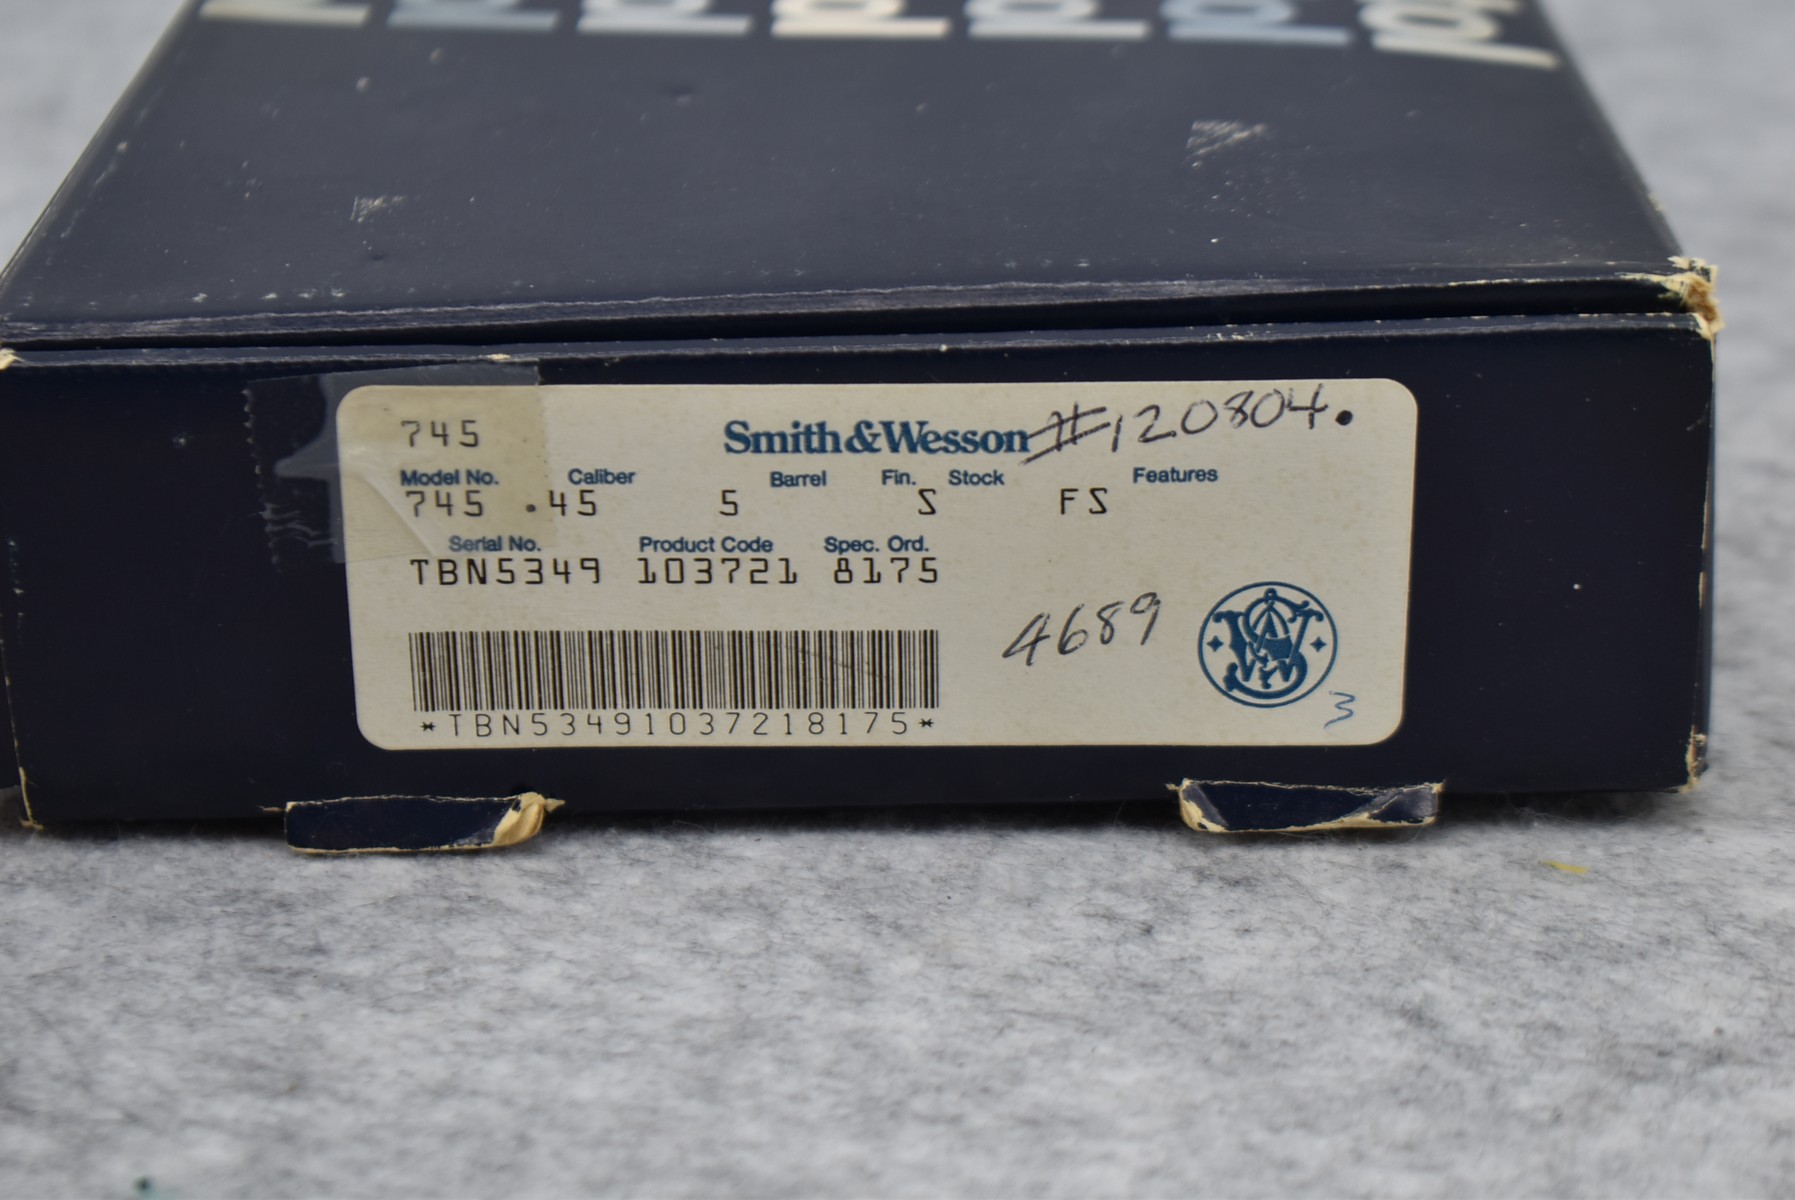 745 Smith&Wesson #120804.
Model No. Caliber Barrel Fin. Stock Features
745 .45 5 S FS
Serial No. Product Code Spec. Ord.
TBN5349 103721 8175
4689
*TBN53491037218175*
3